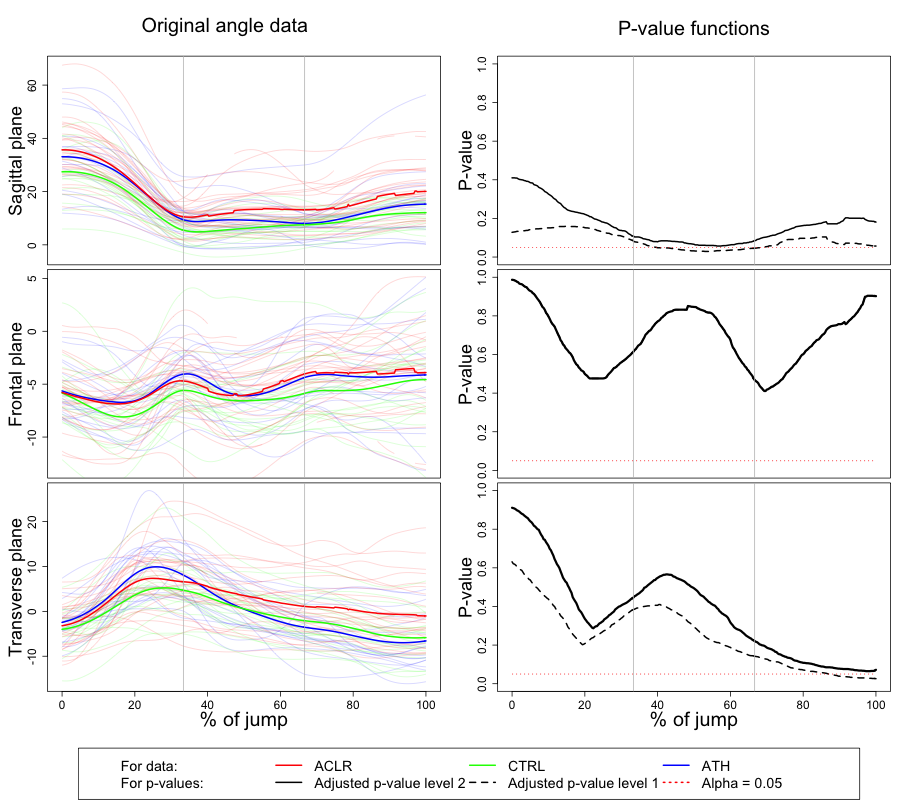 Original angle data
P-value functions
Sagittal plane
0 20 40 60
P-value
0.0 0.2 0.4 0.6 0.8 1.0
Frontal plane
-10 -5 0 5
P-value
0.0 0.2 0.4 0.6 0.8 1.0
Transverse plane
-10 0 10 20
P-value
0.0 0.2 0.4 0.6 0.8 1.0
0 20 40 60 80 100
% of jump
0 20 40 60 80 100
% of jump
For data: ACLR CTRL ATH
For p-values: Adjusted p-value level 2 Adjusted p-value level 1 Alpha = 0.05